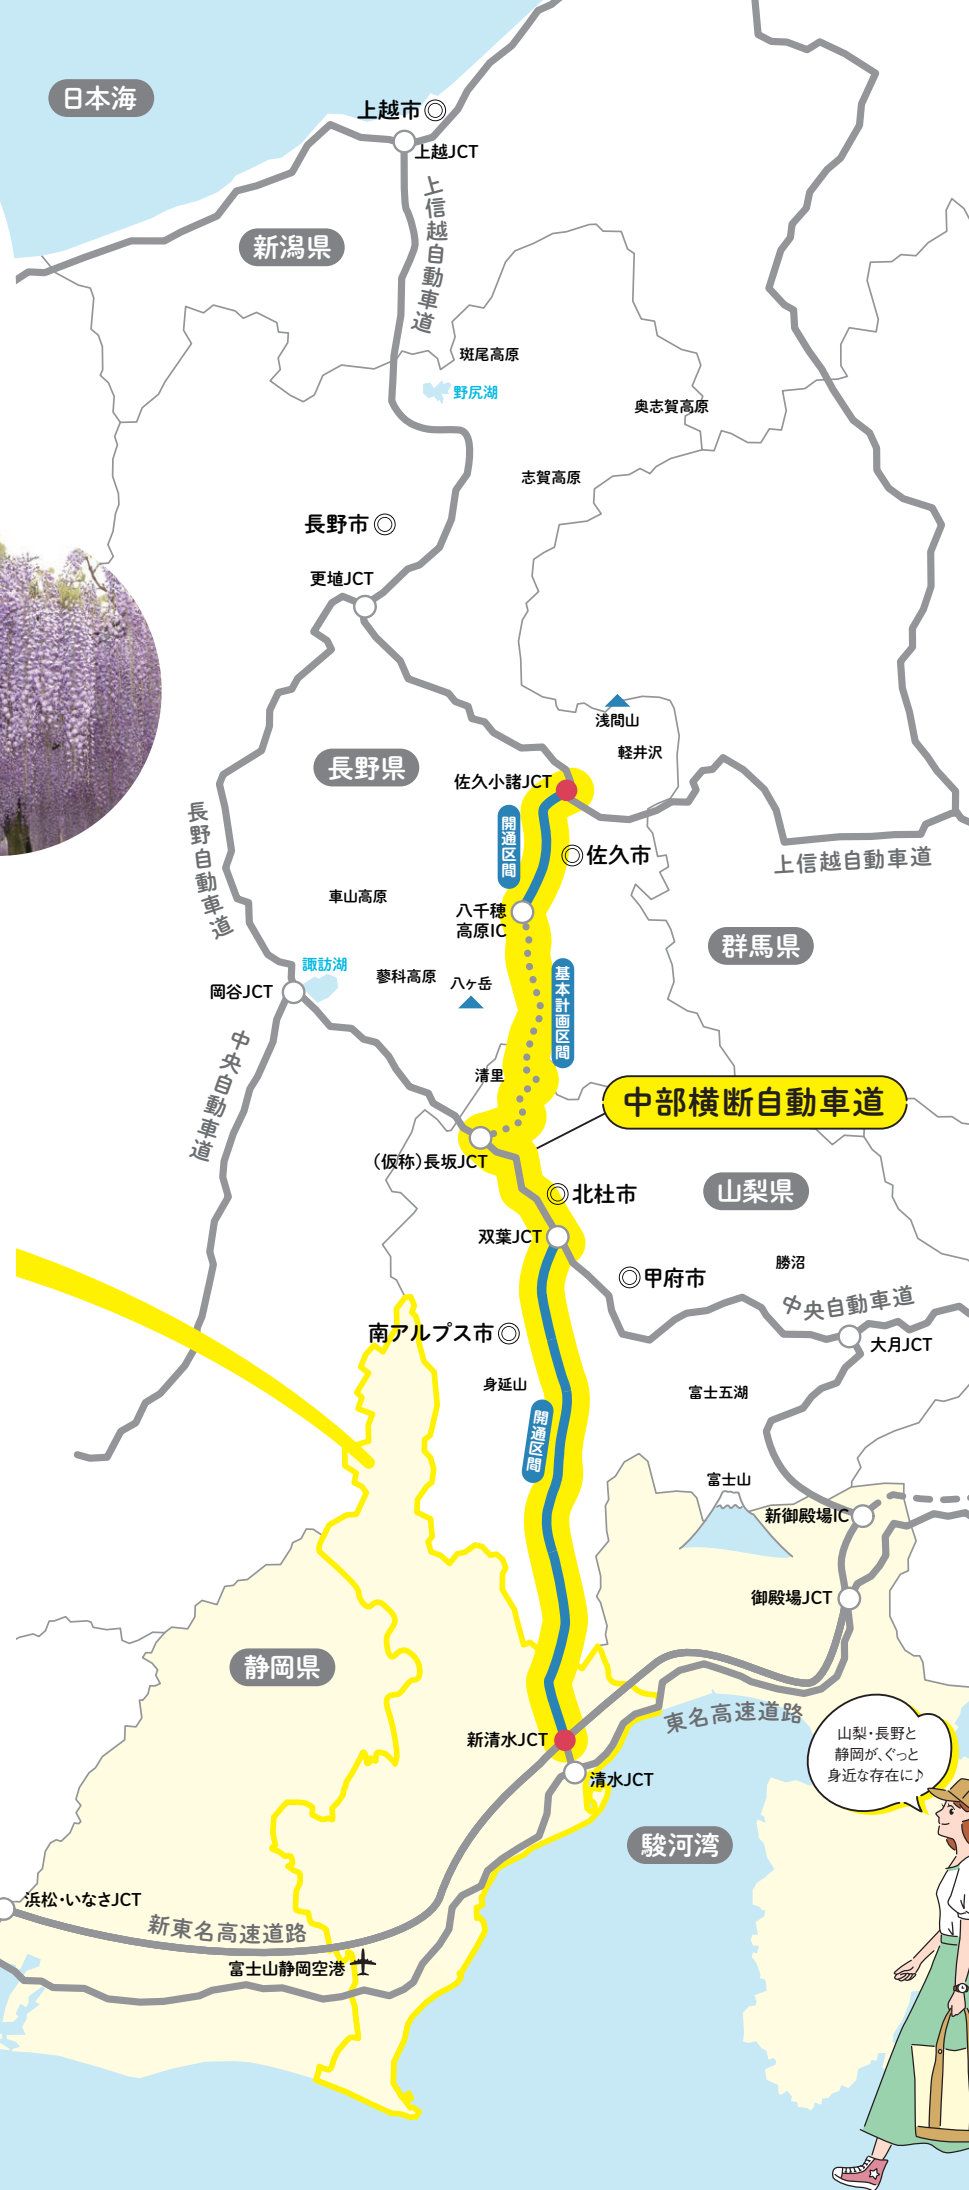 日本海
上越市
上越JCT
上信越自動車道
新潟県
斑尾高原
野尻湖
奥志賀高原
志賀高原
長野市
更埴JCT
浅間山
軽井沢
長野県
佐久小諸JCT
開通区間
佐久市
上信越自動車道
長野自動車道
車山高原
八千穂
高原IC
群馬県
諏訪湖
蓼科高原
八ヶ岳
基本計画区間
岡谷JCT
中央自動車道
清里
中部横断自動車道
(仮称)長坂JCT
北杜市
山梨県
双葉JCT
勝沼
甲府市
中央自動車道
南アルプス市
大月JCT
身延山
富士五湖
開通区間
富士山
新御殿場IC
御殿場JCT
静岡県
東名高速道路
新清水JCT
山梨・長野と
静岡が、ぐっと
身近な存在に♪
清水JCT
駿河湾
浜松・いなさJCT
新東名高速道路
富士山静岡空港